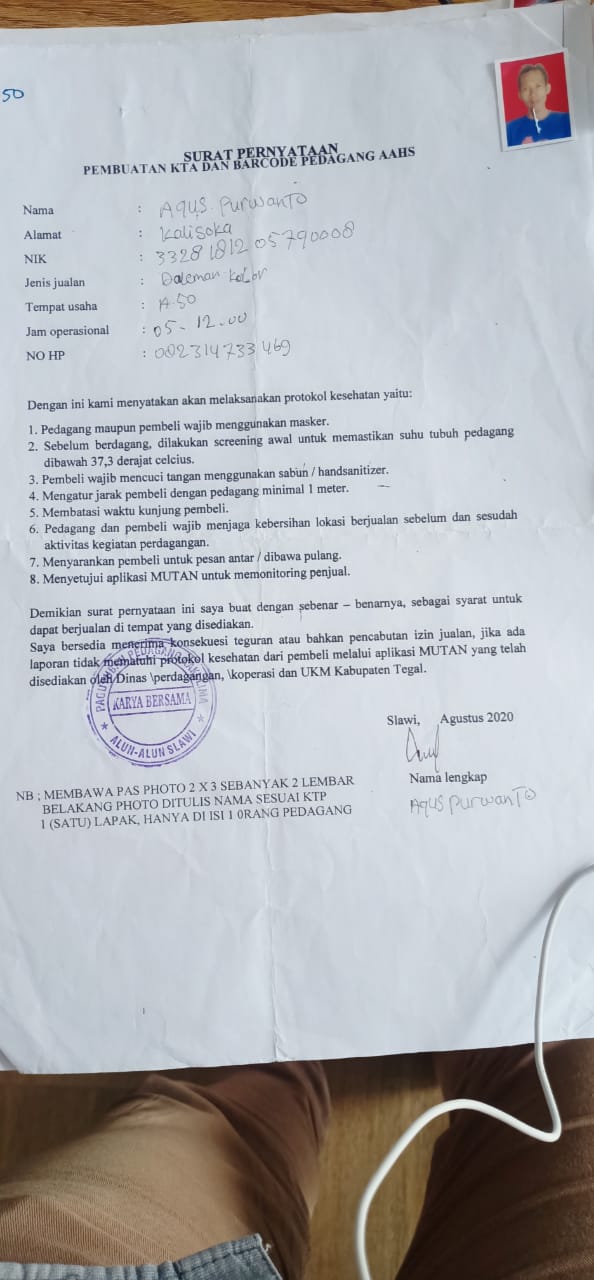 50
SURAT PERNYATAAN
PEMBUATAN KTA DAN BARCODE PEDAGANG AAHS
Nama : Agus Purwanto
Alamat : Kalisoka
NIK : 3328181205790008
Jenis jualan : Daleman kolor
Tempat usaha : A.50
Jam operasional : 05 - 12.00
NO HP : 082314733469
Dengan ini kami menyatakan akan melaksanakan protokol kesehatan yaitu:
1. Pedagang maupun pembeli wajib menggunakan masker.
2. Sebelum berdagang, dilakukan screening awal untuk memastikan suhu tubuh pedagang
dibawah 37,3 derajat celcius.
3. Pembeli wajib mencuci tangan menggunakan sabun / handsanitizer.
4. Mengatur jarak pembeli dengan pedagang minimal 1 meter.
5. Membatasi waktu kunjung pembeli.
6. Pedagang dan pembeli wajib menjaga kebersihan lokasi berjualan sebelum dan sesudah
aktivitas kegiatan perdagangan.
7. Menyarankan pembeli untuk pesan antar / dibawa pulang.
8. Menyetujui aplikasi MUTAN untuk memonitoring penjual.
Demikian surat pernyataan ini saya buat dengan sebenar – benarnya, sebagai syarat untuk
dapat berjualan di tempat yang disediakan.
Saya bersedia menerima konsekuesi teguran atau bahkan pencabutan izin jualan, jika ada
laporan tidak mematuhi protokol kesehatan dari pembeli melalui aplikasi MUTAN yang telah
disediakan oleh Dinas \perdagangan, \koperasi dan UKM Kabupaten Tegal.
KARYA BERSAMA
ALUN-ALUN SLAWI
Slawi, Agustus 2020
Nama lengkap
Agus Purwanto
NB ; MEMBAWA PAS PHOTO 2 X 3 SEBANYAK 2 LEMBAR
BELAKANG PHOTO DITULIS NAMA SESUAI KTP
1 (SATU) LAPAK, HANYA DI ISI 1 0RANG PEDAGANG